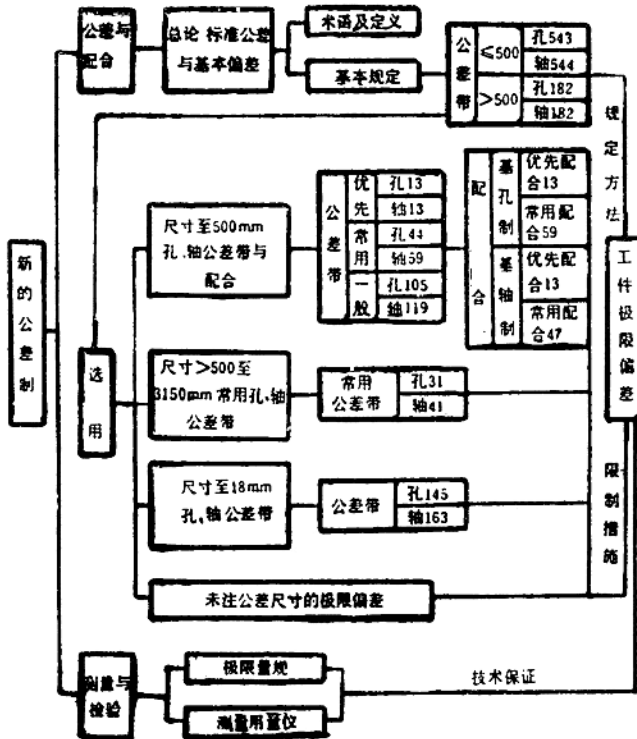 新的公差制
公差与
配合
总论 标准公差
与基本偏差
术函及定义
基本规定
公差带
≤500
孔543
轴544
>500
孔182
轴182
规定方法
选用
尺寸至500mm
孔、轴公差带与
配合
公差带
优先
孔13
轴13
常用
孔44
轴59
一般
孔105
轴119
配合
基孔制
优先配
合13
常用配
合59
基轴制
优先配
合13
常用配
合47
工件极限偏差
尺寸>500至
3150mm常用孔、轴
公差带
常用
公差带
孔31
轴41
尺寸至18mm
孔、轴公差带
公差带
孔145
轴163
限制措施
未注公差尺寸的极限偏差
测量与
检验
极限量规
测量用量仪
技术保证